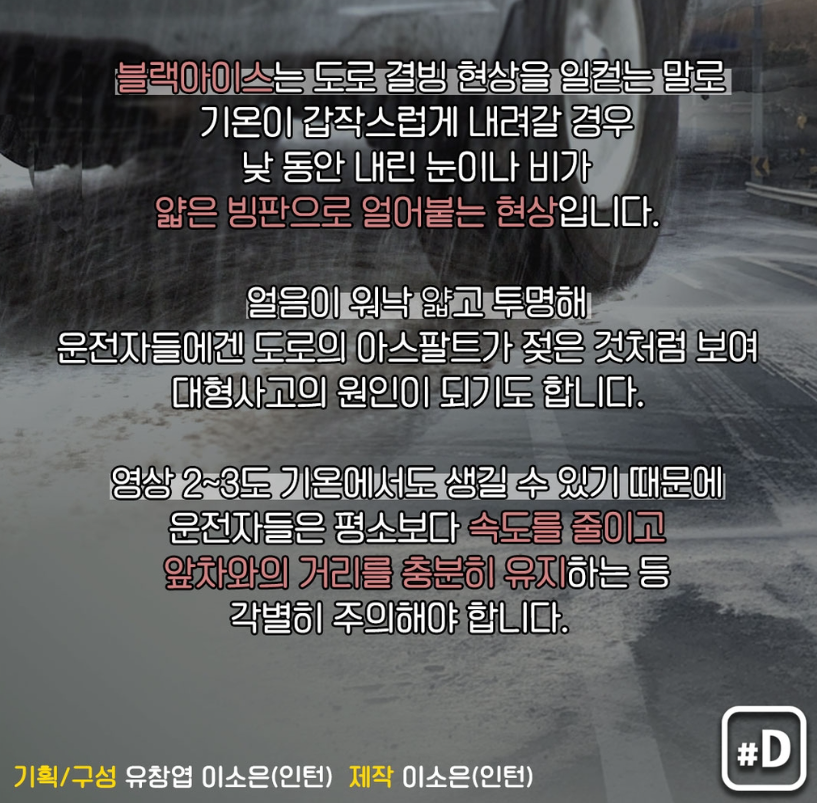 블랙아이스는 도로 결빙 현상을 일컫는 말로
기온이 갑작스럽게 내려갈 경우
낮 동안 내린 눈이나 비가
얇은 빙판으로 얼어붙는 현상입니다.
얼음이 워낙 얇고 투명해
운전자들에겐 도로의 아스팔트가 젖은 것처럼 보여
대형사고의 원인이 되기도 합니다.
영상 2~3도 기온에서도 생길 수 있기 때문에
운전자들은 평소보다 속도를 줄이고
앞차와의 거리를 충분히 유지하는 등
각별히 주의해야 합니다.
#D
기획/구성 유창엽 이소은(인턴) 제작 이소은(인턴)